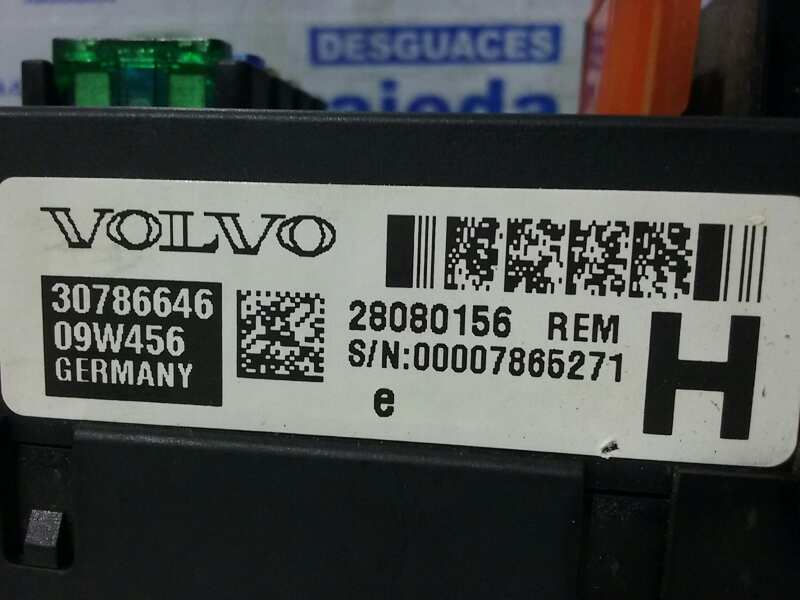 DESGUACES
VOLVO
30786646
09W456
GERMANY
28080156 REM
S/N:00007865271
e
H